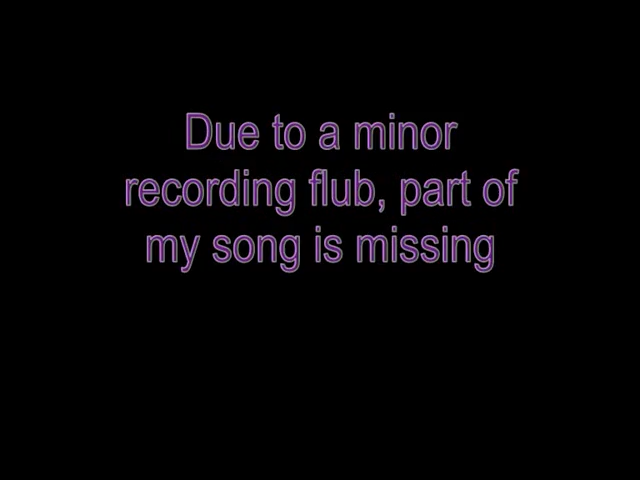 Due to a minor
recording flub, part of
my song is missing